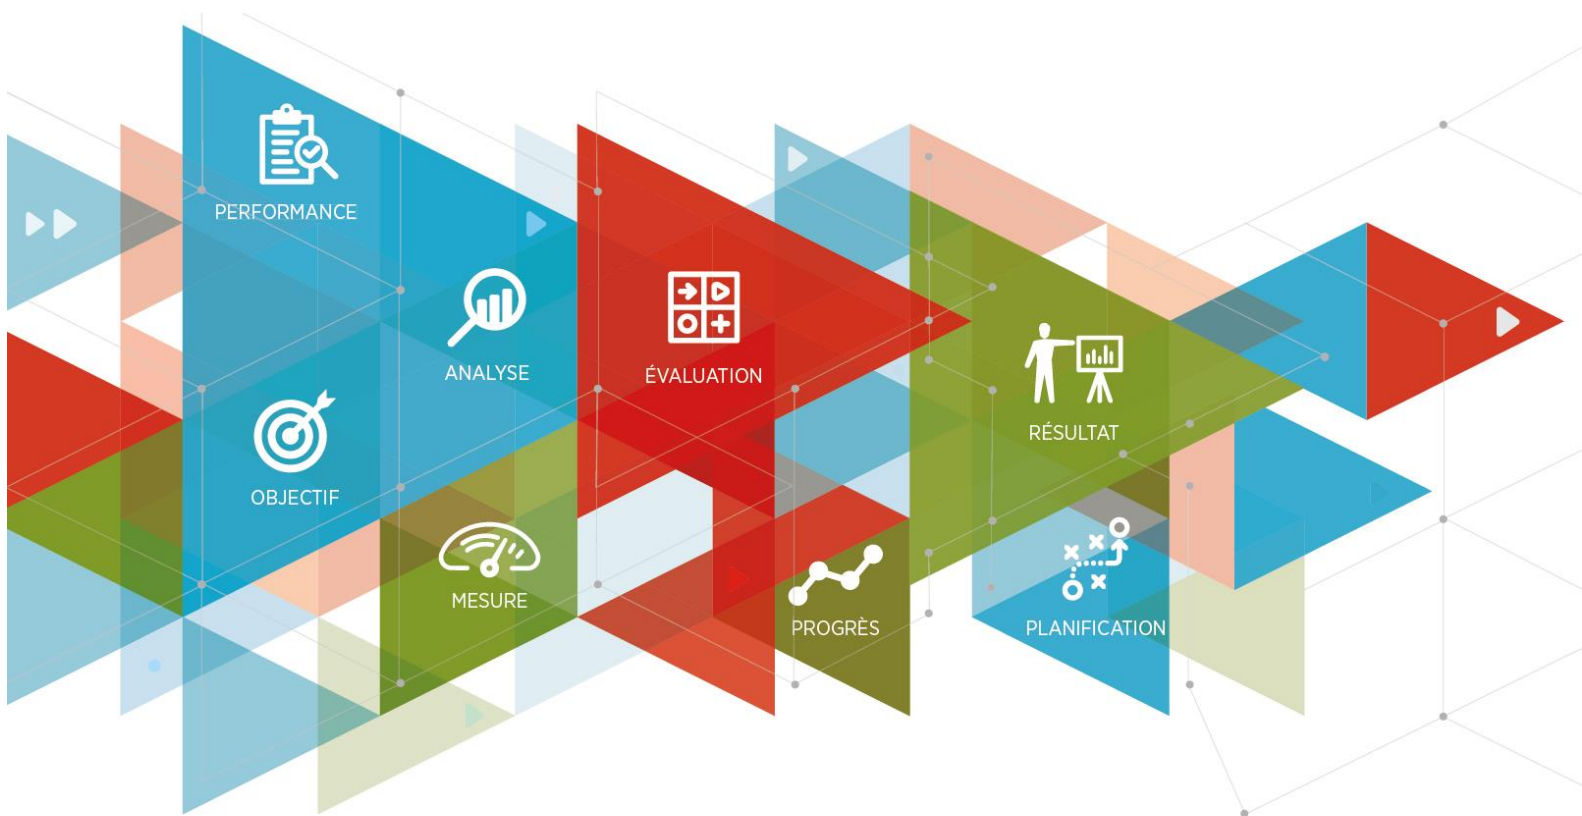 PERFORMANCE
ANALYSE
ÉVALUATION
RÉSULTAT
OBJECTIF
MESURE
PROGRÈS
PLANIFICATION